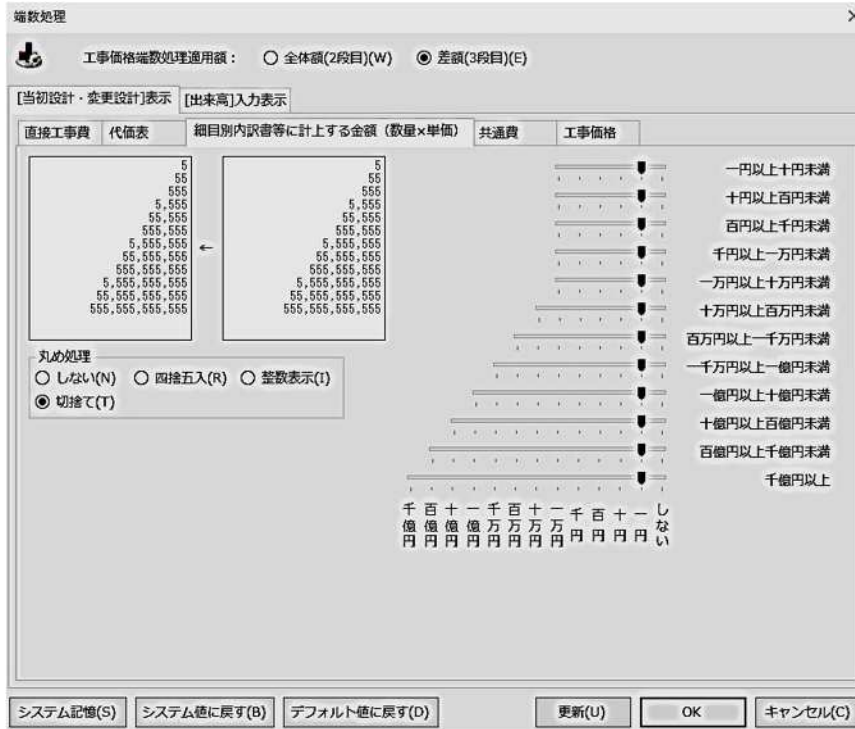 端数処理
工事価格端数処理適用額： 全体額(2段目)(W) 差額(3段目)(E)
[当初設計・変更設計]表示 [出来高]入力表示
直接工事費 代価表 細目別内訳書等に計上する金額（数量×単価） 共通費 工事価格
5
55
555
5,555
55,555
555,555
5,555,555
55,555,555
555,555,555
5,555,555,555
55,555,555,555
555,555,555,555
←
5
55
555
5,555
55,555
555,555
5,555,555
55,555,555
555,555,555
5,555,555,555
55,555,555,555
555,555,555,555
丸め処理
しない(N) 四捨五入(R) 整数表示(I)
切捨て(T)
一円以上十円未満
十円以上百円未満
百円以上千円未満
千円以上一万円未満
一万円以上十万円未満
十万円以上百万円未満
百万円以上一千万円未満
一千万円以上一億円未満
一億円以上十億円未満
十億円以上百億円未満
百億円以上千億円未満
千億円以上
千億円
百億円
十億円
一億円
千万円
百万円
十万円
一万円
千円
百円
十円
一円
しない
システム記憶(S) システム値に戻す(B) デフォルト値に戻す(D) 更新(U) OK キャンセル(C)